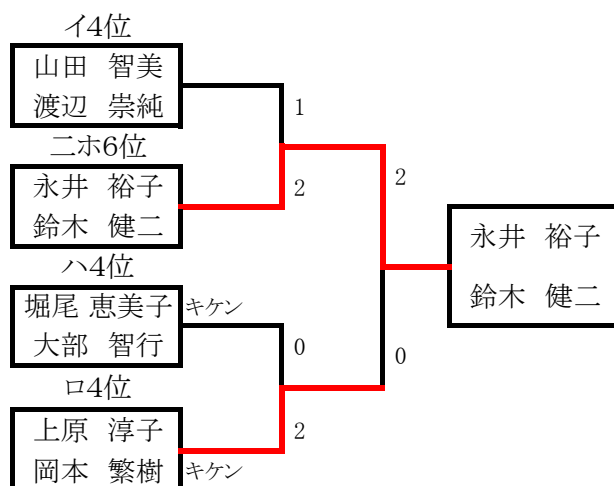 イ4位
山田 智美
渡辺 崇純
1
ニホ6位
永井 裕子
鈴木 健二
2
2
永井 裕子
鈴木 健二
ハ4位
堀尾 恵美子 キケン
大部 智行
0
0
ロ4位
上原 淳子
岡本 繁樹 キケン
2